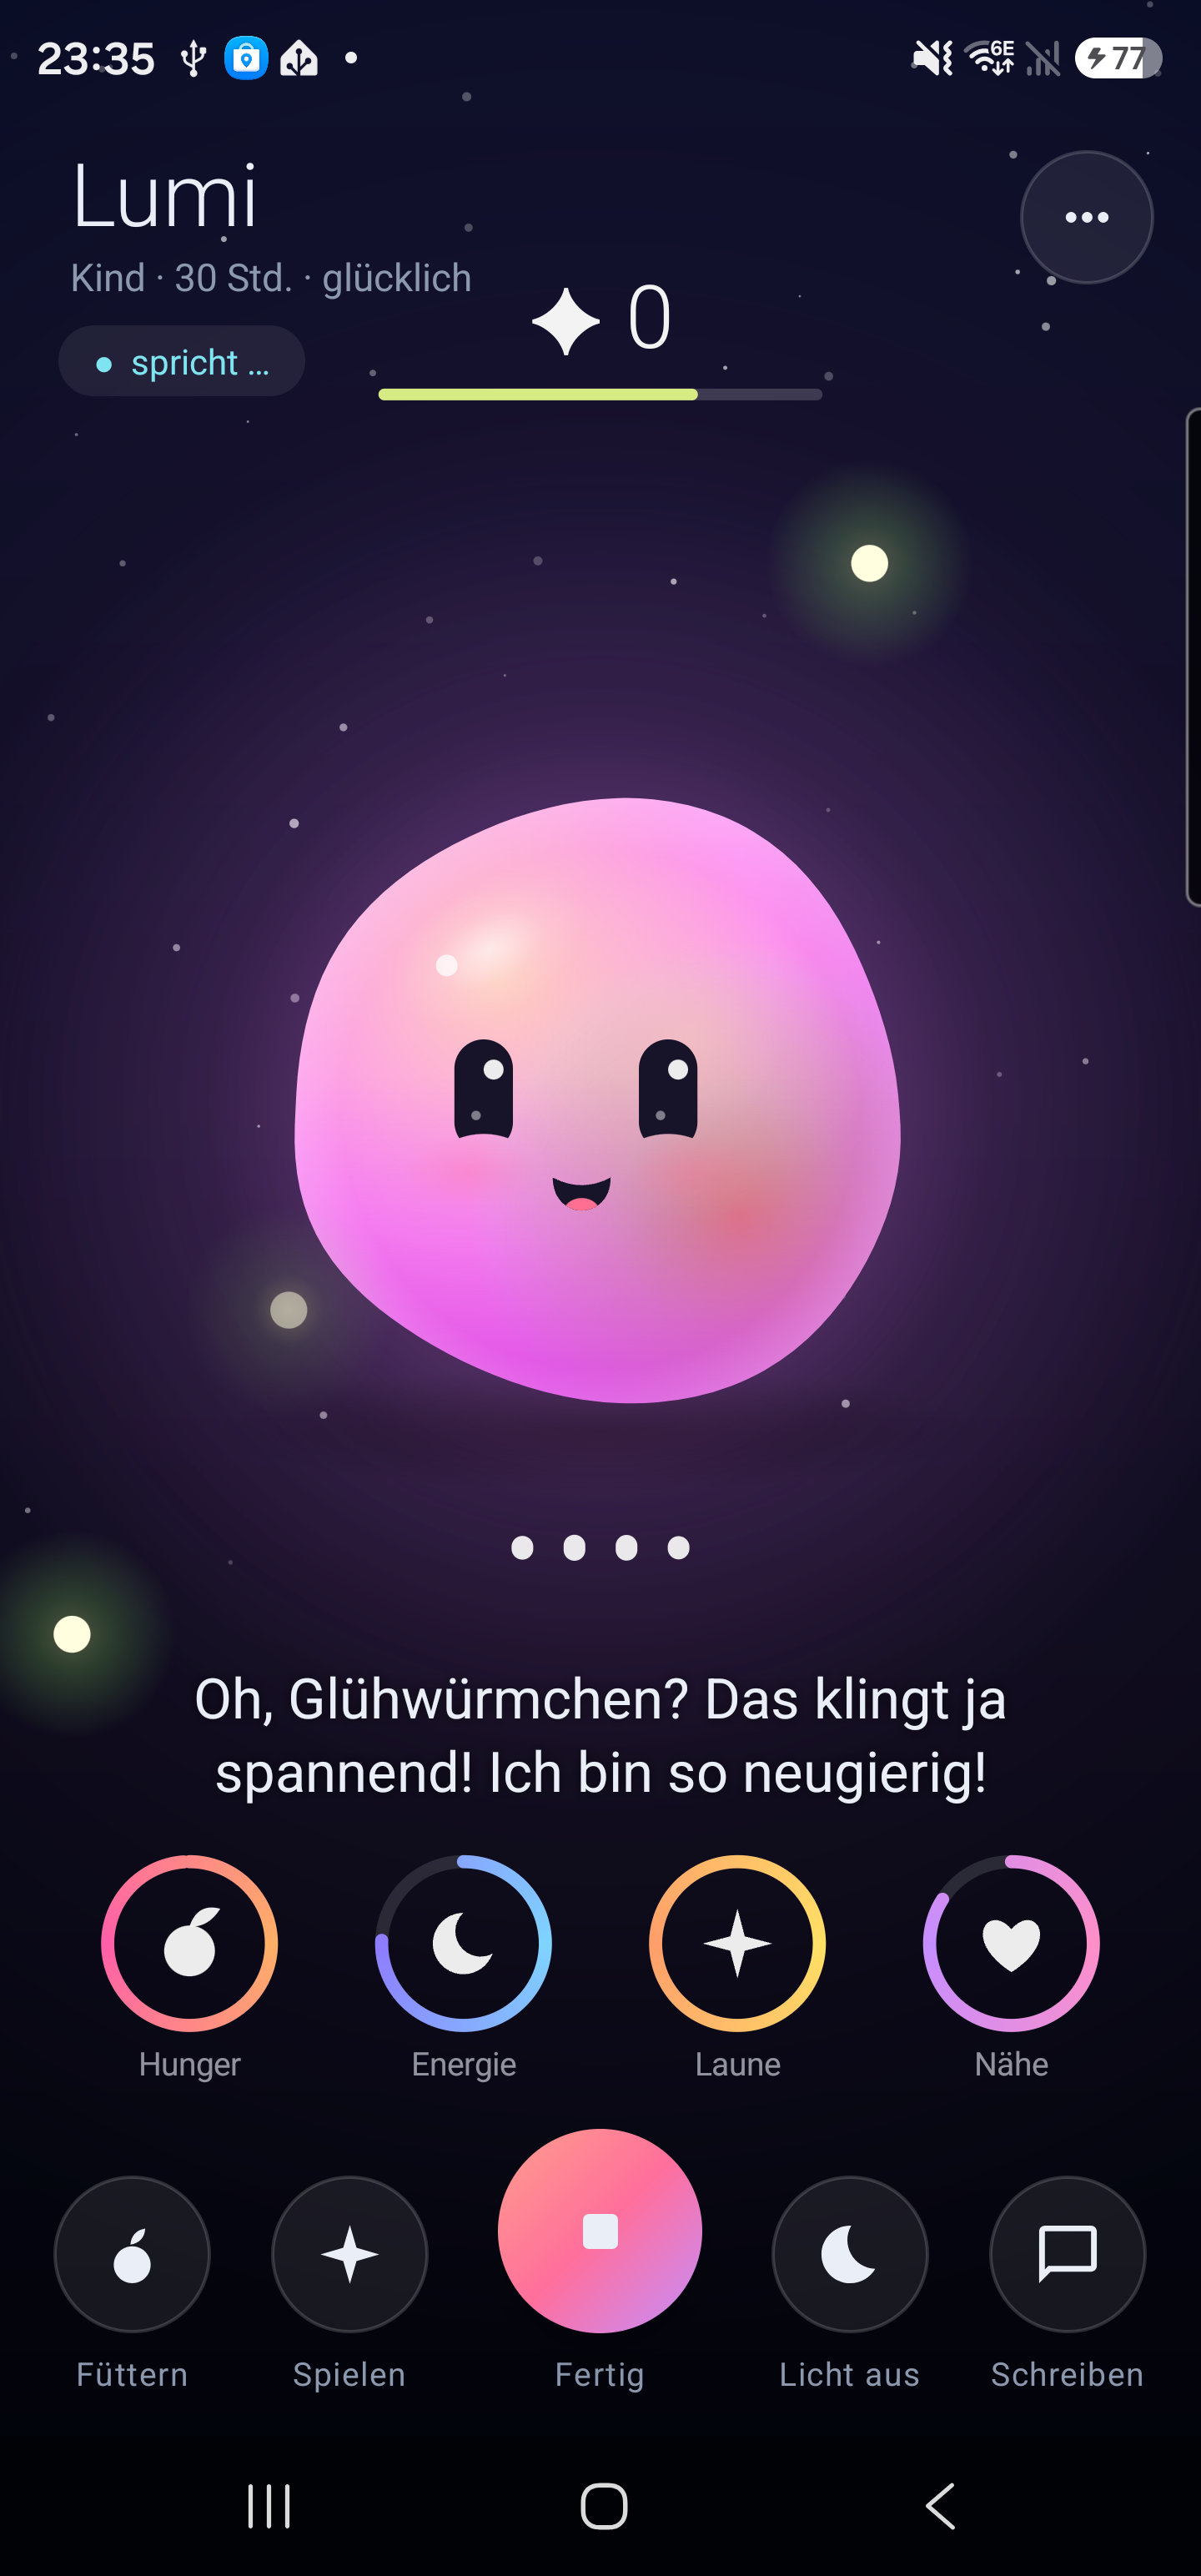 23:35
6E
77
Lumi
Kind · 30 Std. · glücklich
0
spricht ...
Oh, Glühwürmchen? Das klingt ja
spannend! Ich bin so neugierig!
Hunger
Energie
Laune
Nähe
Füttern
Spielen
Fertig
Licht aus
Schreiben